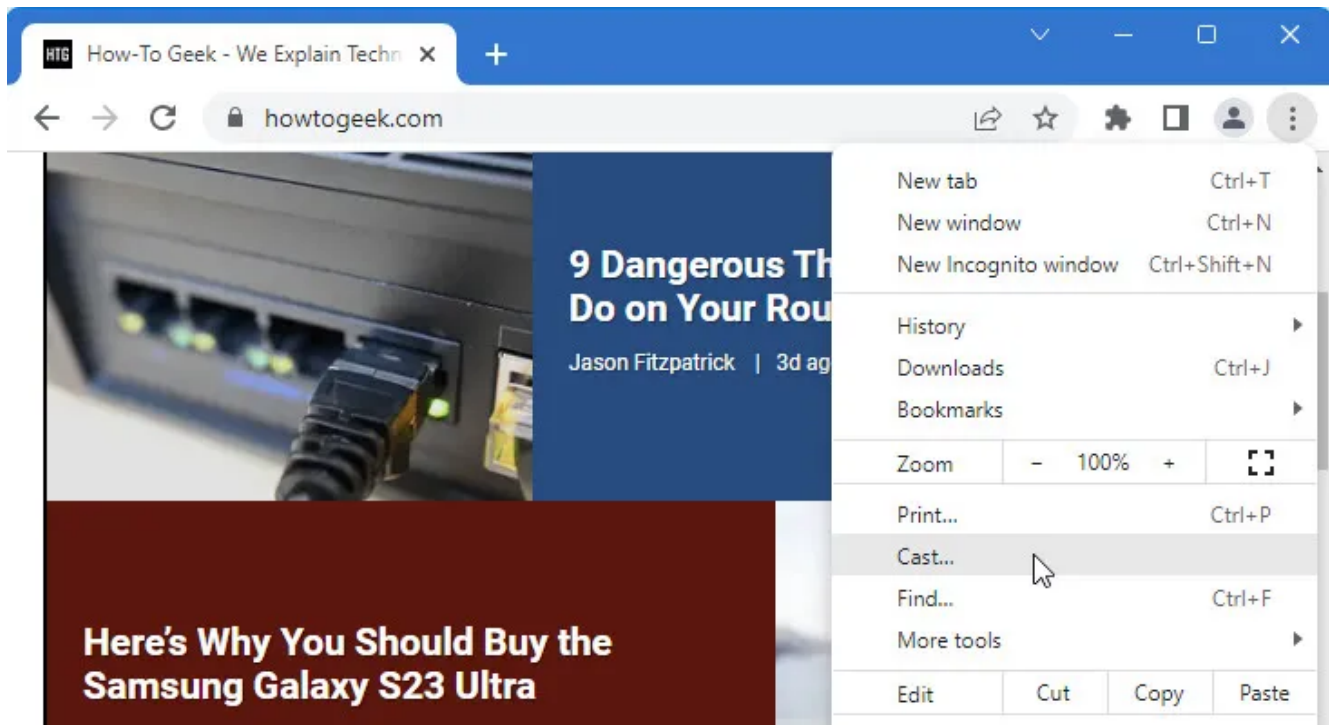 HTG How-To Geek - We Explain Techn
howtogeek.com
9 Dangerous Th
Do on Your Rou
Jason Fitzpatrick | 3d ag
Here's Why You Should Buy the
Samsung Galaxy S23 Ultra
New tab Ctrl+T
New window Ctrl+N
New Incognito window Ctrl+Shift+N
History
Downloads Ctrl+J
Bookmarks
Zoom - 100% +
Print... Ctrl+P
Cast...
Find... Ctrl+F
More tools
Edit Cut Copy Paste